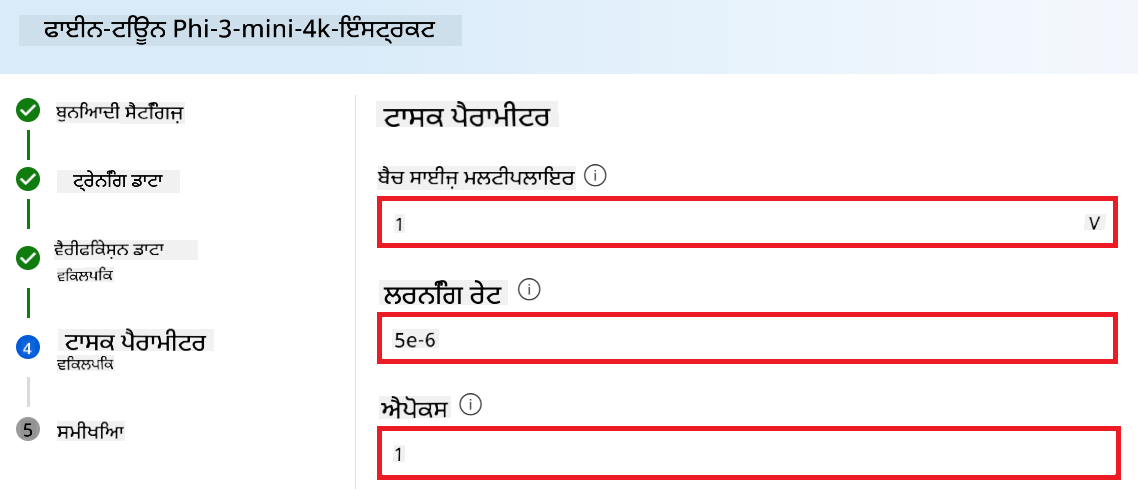 ਫਾਈਨ-ਟਯੂਿਨ Phi-3-mini-4k-ਇੰਸਟ੍ਰਕਟ
ਬੁਨਿਆਦੀ ਸੈਟਿੰਗਜ਼
ਟ੍ਰੇਨਿੰਗ ਡਾਟਾ
ਵੈਰੀਫਿਕੇਸ਼ਨ ਡਾਟਾ
ਵਿਕਲਪਿਕ
4
ਟਾਸਕ ਪੈਰਾਮੀਟਰ
ਵਿਕਲਪਿਕ
5
ਸਮੀਖਿਆ
ਟਾਸਕ ਪੈਰਾਮੀਟਰ
ਬੈਚ ਸਾਈਜ਼ ਮਲਟੀਪਲਾਇਰ
1
V
ਲਰਨਿੰਗ ਰੇਟ
5e-6
ਐਪੋਕਸ
1